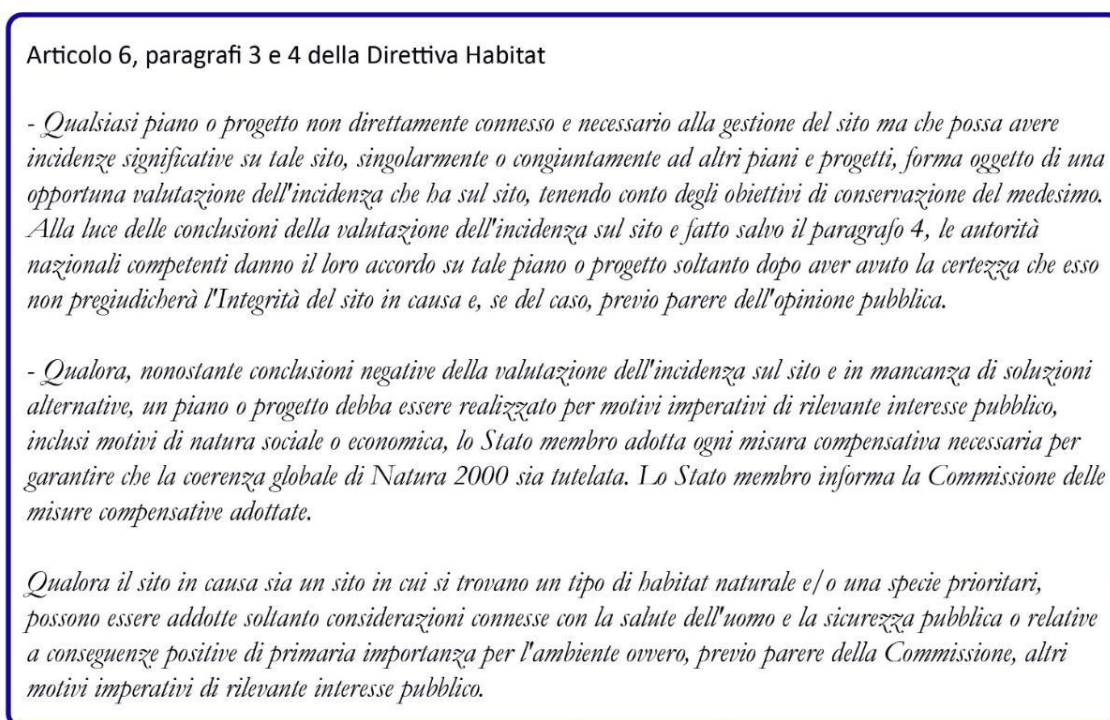 Articolo 6, paragrafi 3 e 4 della Direttiva Habitat
- Qualsiasi piano o progetto non direttamente connesso e necessario alla gestione del sito ma che possa avere
incidenze significative su tale sito, singolarmente o congiuntamente ad altri piani e progetti, forma oggetto di una
opportuna valutazione dell'incidenza che ha sul sito, tenendo conto degli obiettivi di conservazione del medesimo.
Alla luce delle conclusioni della valutazione dell'incidenza sul sito e fatto salvo il paragrafo 4, le autorità
nazionali competenti danno il loro accordo su tale piano o progetto soltanto dopo aver avuto la certezza che esso
non pregiudicherà l'Integrità del sito in causa e, se del caso, previo parere dell'opinione pubblica.
- Qualora, nonostante conclusioni negative della valutazione dell'incidenza sul sito e in mancanza di soluzioni
alternative, un piano o progetto debba essere realizzato per motivi imperativi di rilevante interesse pubblico,
inclusi motivi di natura sociale o economica, lo Stato membro adotta ogni misura compensativa necessaria per
garantire che la coerenza globale di Natura 2000 sia tutelata. Lo Stato membro informa la Commissione delle
misure compensative adottate.
Qualora il sito in causa sia un sito in cui si trovano un tipo di habitat naturale e/o una specie prioritari,
possono essere addotte soltanto considerazioni connesse con la salute dell'uomo e la sicurezza pubblica o relative
a conseguenze positive di primaria importanza per l'ambiente ovvero, previo parere della Commissione, altri
motivi imperativi di rilevante interesse pubblico.